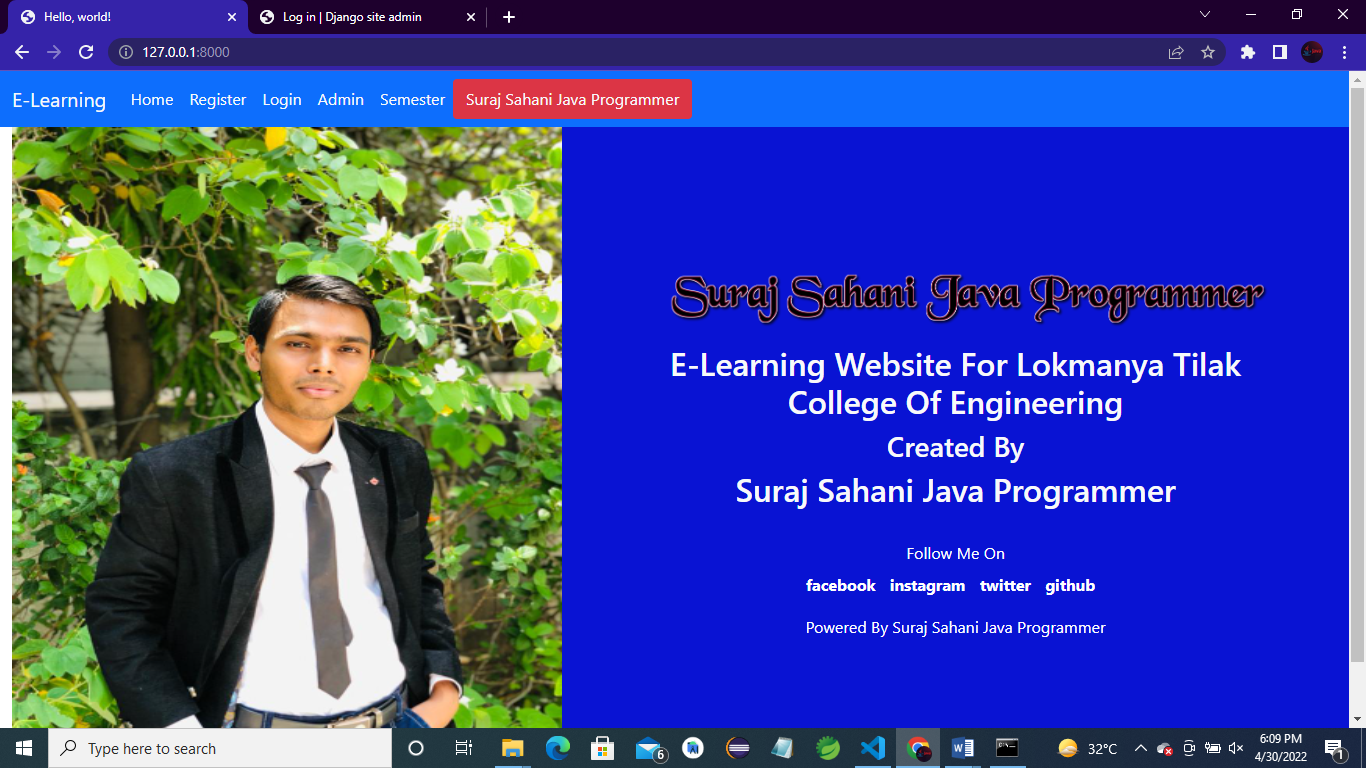 Hello, world!
Log in | Django site admin
127.0.0.1:8000
E-Learning Home Register Login Admin Semester Suraj Sahani Java Programmer
Suraj Sahani Java Programmer
E-Learning Website For Lokmanya Tilak
College Of Engineering
Created By
Suraj Sahani Java Programmer
Follow Me On
facebook instagram twitter github
Powered By Suraj Sahani Java Programmer
Type here to search
6
32°C
6:09 PM
4/30/2022
1